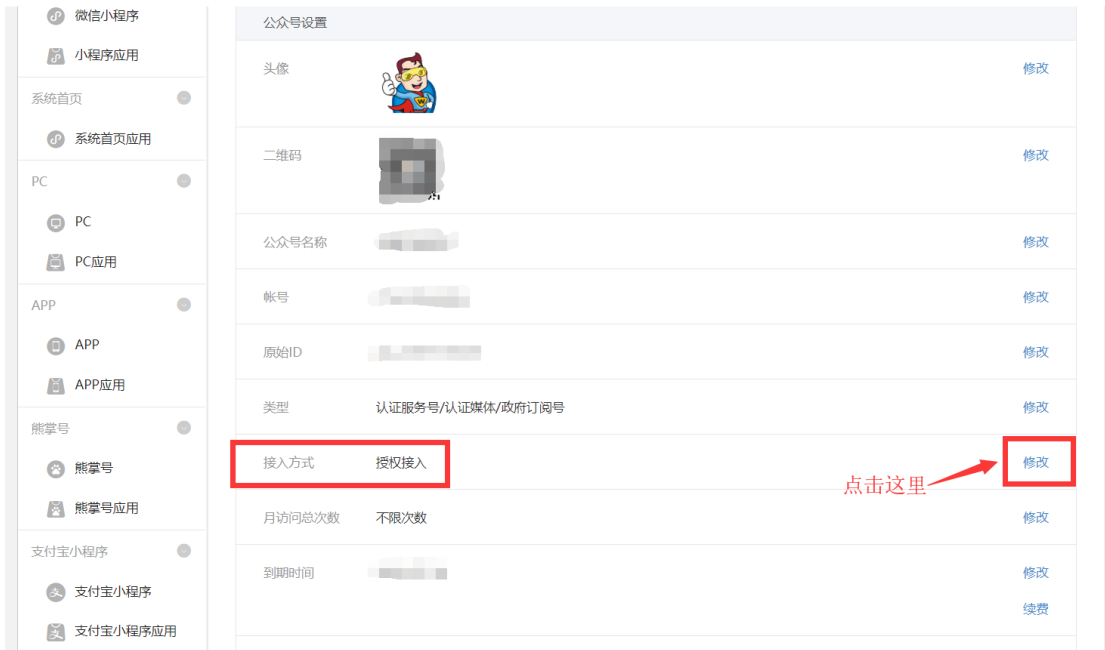 微信小程序
小程序应用
系统首页
系统首页应用
PC
PC
PC应用
APP
APP
APP应用
熊掌号
熊掌号
熊掌号应用
支付宝小程序
支付宝小程序
支付宝小程序应用
公众号设置
头像 修改
二维码 修改
公众号名称 修改
帐号 修改
原始ID 修改
类型 认证服务号/认证媒体/政府订阅号 修改
接入方式 授权接入 修改
点击这里
月访问总次数 不限次数 修改
到期时间 修改
续费